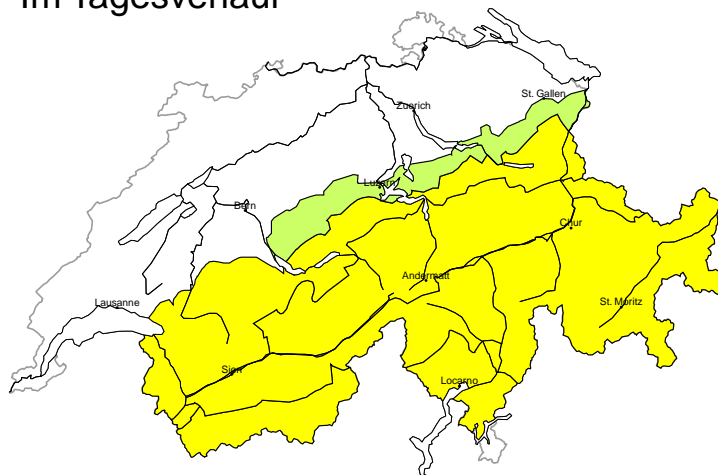 Im Tagesverlauf
St. Gallen
Zuerich
Luzern
Bern
Chur
Andermatt
Lausanne
St. Moritz
Sion
Locarno